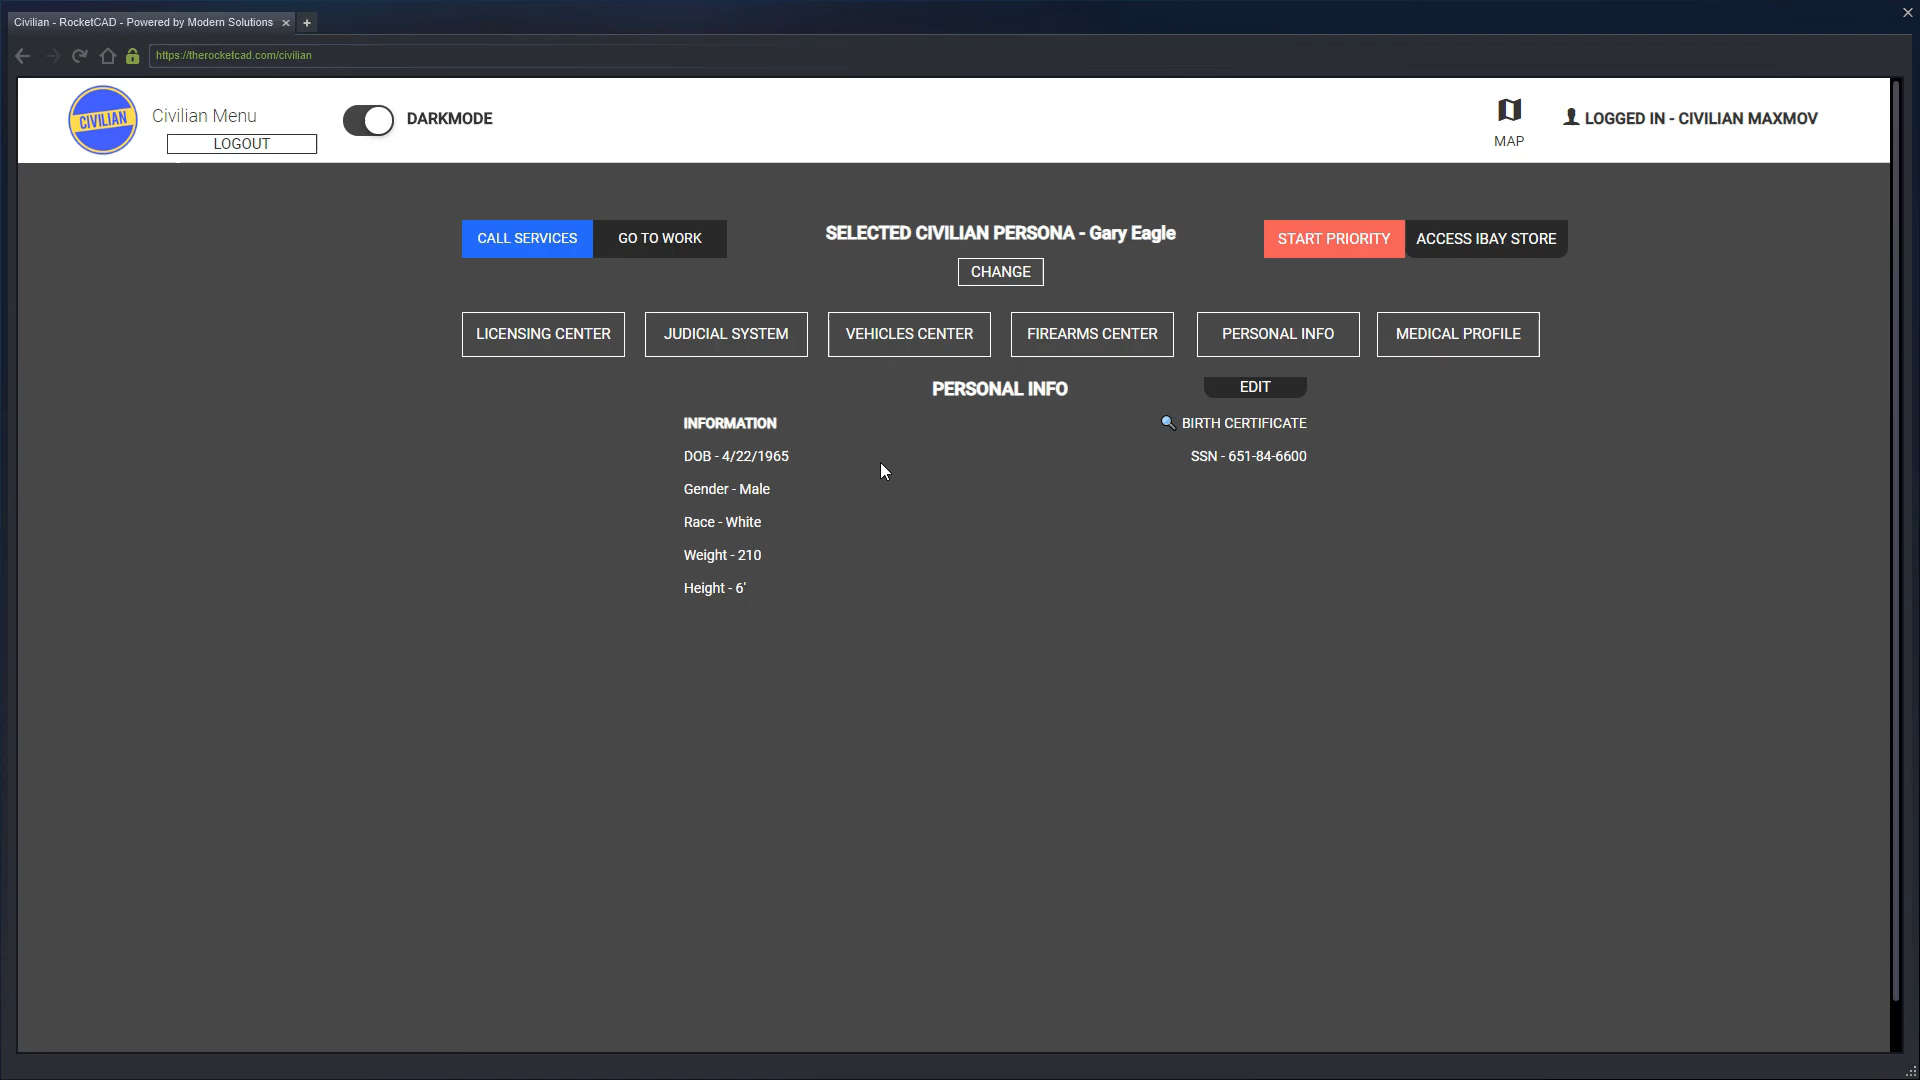 Civilian - RocketCAD - Powered by Modern Solutions
https://therocketcad.com/civilian
CIVILIAN
Civilian Menu
LOGOUT
DARKMODE
MAP
LOGGED IN - CIVILIAN MAXMOV
CALL SERVICES
GO TO WORK
SELECTED CIVILIAN PERSONA - Gary Eagle
CHANGE
START PRIORITY
ACCESS IBAY STORE
LICENSING CENTER
JUDICIAL SYSTEM
VEHICLES CENTER
FIREARMS CENTER
PERSONAL INFO
MEDICAL PROFILE
PERSONAL INFO
EDIT
INFORMATION
BIRTH CERTIFICATE
DOB - 4/22/1965
SSN - 651-84-6600
Gender - Male
Race - White
Weight - 210
Height - 6'